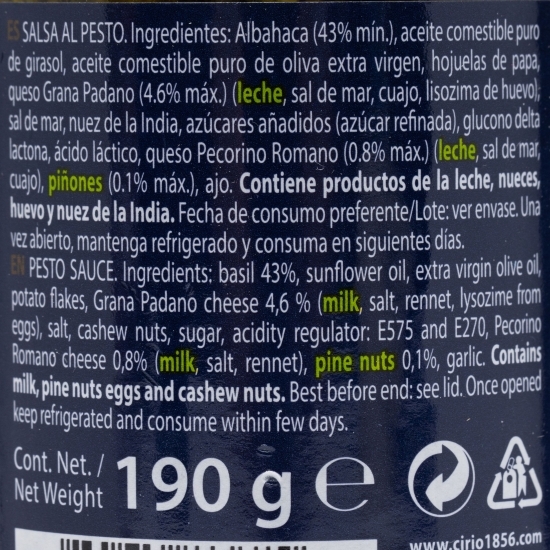 ES SALSA AL PESTO. Ingredientes: Albahaca (43% mín.), aceite comestible puro
de girasol, aceite comestible puro de oliva extra virgen, hojuelas de papa,
queso Grana Padano (4.6% máx.) (leche, sal de mar, cuajo, lisozima de huevo),
sal de mar, nuez de la India, azúcares añadidos (azúcar refinada), glucono delta
lactona, ácido láctico, queso Pecorino Romano (0.8% máx.) (leche, sal de mar,
cuajo), piñones (0.1% máx.), ajo. Contiene productos de la leche, nueces,
huevo y nuez de la India. Fecha de consumo preferente/Lote: ver envase. Una
vez abierto, mantenga refrigerado y consuma en siguientes días.
EN PESTO SAUCE. Ingredients: basil 43%, sunflower oil, extra virgin olive oil,
potato flakes, Grana Padano cheese 4,6 % (milk, salt, rennet, lysozime from
eggs), salt, cashew nuts, sugar, acidity regulator: E575 and E270, Pecorino
Romano cheese 0,8% (milk, salt, rennet), pine nuts 0,1%, garlic. Contains
milk, pine nuts eggs and cashew nuts. Best before end: see lid. Once opened
keep refrigerated and consume within few days.
Cont. Net. /
Net Weight 190 g e
www.cirio1856.com